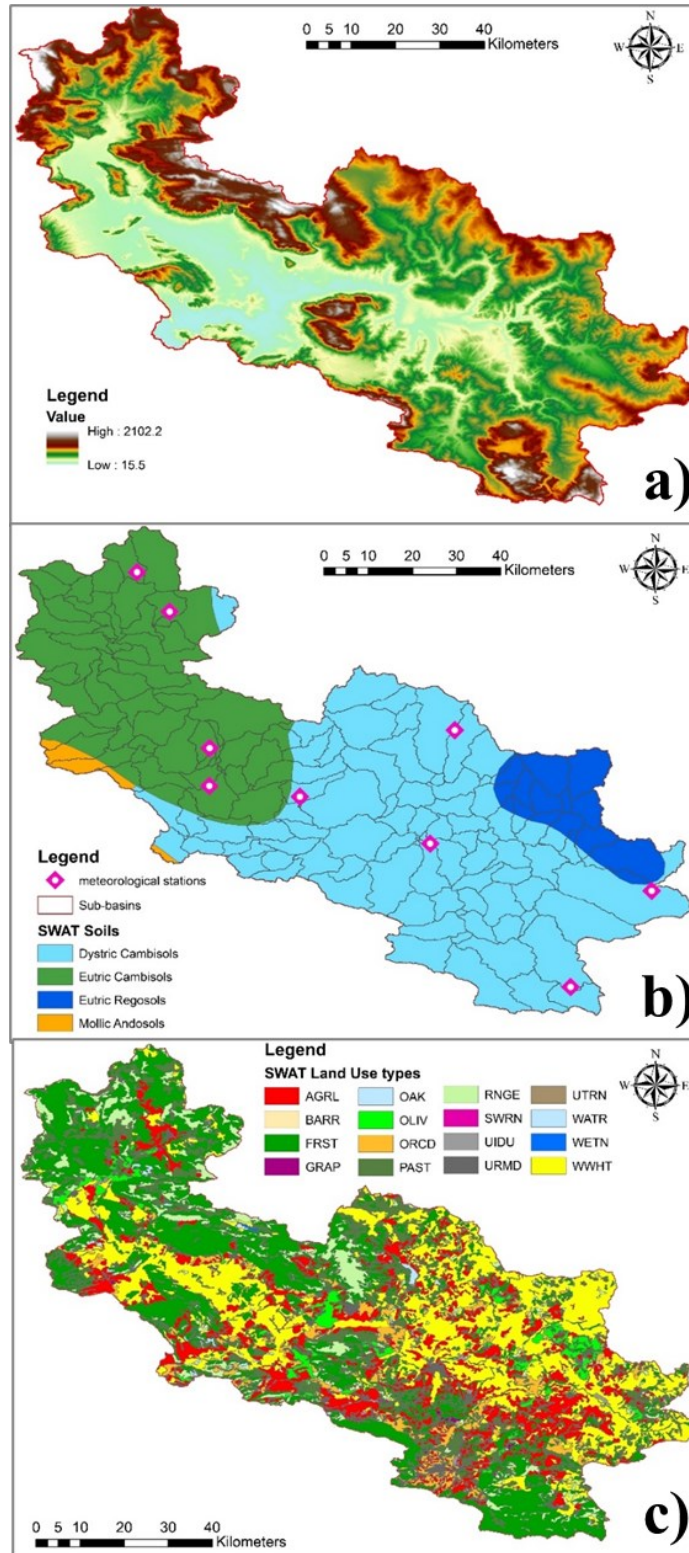 0 5 10 20 30 40
Kilometers
N
W E
S
Legend
Value
High : 2102.2
Low : 15.5
a)
0 5 10 20 30 40
Kilometers
N
W E
S
Legend
meteorological stations
Sub-basins
SWAT Soils
Dystric Cambisols
Eutric Cambisols
Eutric Regosols
Mollic Andosols
b)
Legend
SWAT Land Use types
AGRL OAK RNGE UTRN
BARR OLIV SWRN WATR
FRST ORCD UIDU WETN
GRAP PAST URMD WWHT
N
W E
S
0 5 10 20 30 40
Kilometers
c)